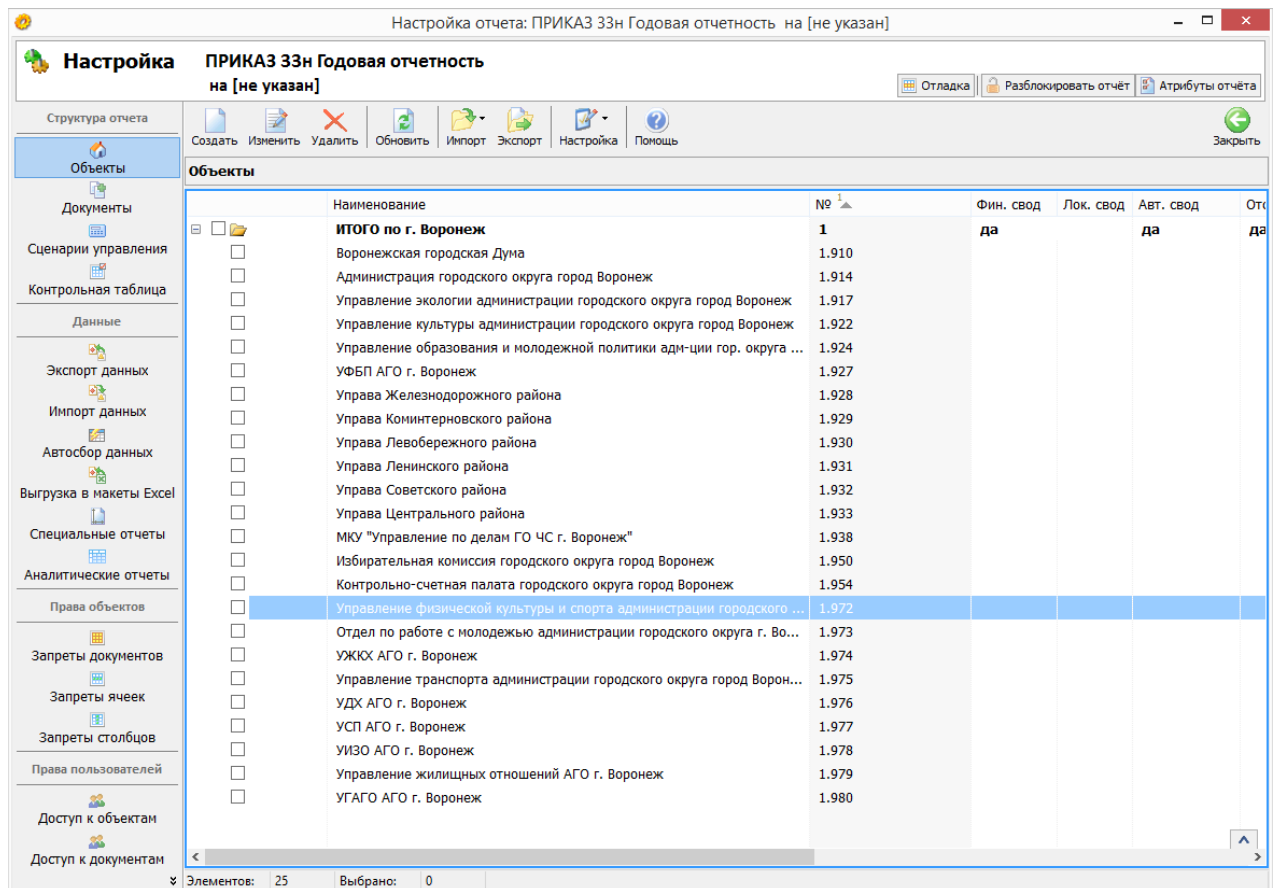 Настройка отчета: ПРИКАЗ 33н Годовая отчетность на [не указан]
Настройка
ПРИКАЗ 33н Годовая отчетность
на [не указан]
Отладка Разблокировать отчёт Атрибуты отчёта
Структура отчета
Объекты
Документы
Сценарии управления
Контрольная таблица
Данные
Экспорт данных
Импорт данных
Автосбор данных
Выгрузка в макеты Excel
Специальные отчеты
Аналитические отчеты
Права объектов
Запреты документов
Запреты ячеек
Запреты столбцов
Права пользователей
Доступ к объектам
Доступ к документам
Создать Изменить Удалить Обновить Импорт Экспорт Настройка Помощь Закрыть
Объекты
Наименование № 1 Фин. свод Лок. свод Авт. свод Отс
ИТОГО по г. Воронеж 1 да да да
Воронежская городская Дума 1.910
Администрация городского округа город Воронеж 1.914
Управление экологии администрации городского округа город Воронеж 1.917
Управление культуры администрации городского округа город Воронеж 1.922
Управление образования и молодежной политики адм-ции гор. округа ... 1.924
УФБП АГО г. Воронеж 1.927
Управа Железнодорожного района 1.928
Управа Коминтерновского района 1.929
Управа Левобережного района 1.930
Управа Ленинского района 1.931
Управа Советского района 1.932
Управа Центрального района 1.933
МКУ "Управление по делам ГО ЧС г. Воронеж" 1.938
Избирательная комиссия городского округа город Воронеж 1.950
Контрольно-счетная палата городского округа город Воронеж 1.954
Управление физической культуры и спорта администрации городского ... 1.972
Отдел по работе с молодежью администрации городского округа г. Во... 1.973
УЖКХ АГО г. Воронеж 1.974
Управление транспорта администрации городского округа город Ворон... 1.975
УДХ АГО г. Воронеж 1.976
УСП АГО г. Воронеж 1.977
УИЗО АГО г. Воронеж 1.978
Управление жилищных отношений АГО г. Воронеж 1.979
УГАГО АГО г. Воронеж 1.980
Элементов: 25 Выбрано: 0